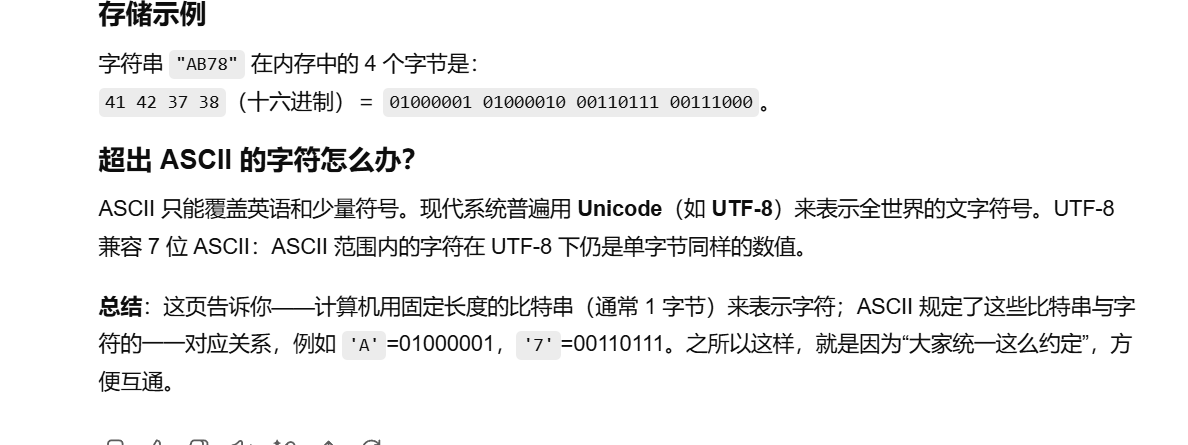 存储示例
字符串 "AB78" 在内存中的 4 个字节是：
41 42 37 38（十六进制） = 01000001 01000010 00110111 00111000。
超出 ASCII 的字符怎么办？
ASCII 只能覆盖英语和少量符号。现代系统普遍用 Unicode（如 UTF-8）来表示全世界的文字符号。UTF-8
兼容 7 位 ASCII：ASCII 范围内的字符在 UTF-8 下仍是单字节同样的数值。
总结：这页告诉你——计算机用固定长度的比特串（通常 1 字节）来表示字符；ASCII 规定了这些比特串与字
符的一一对应关系，例如 'A'=01000001，'7'=00110111。之所以这样，就是因为“大家统一这么约定”，方
便互通。